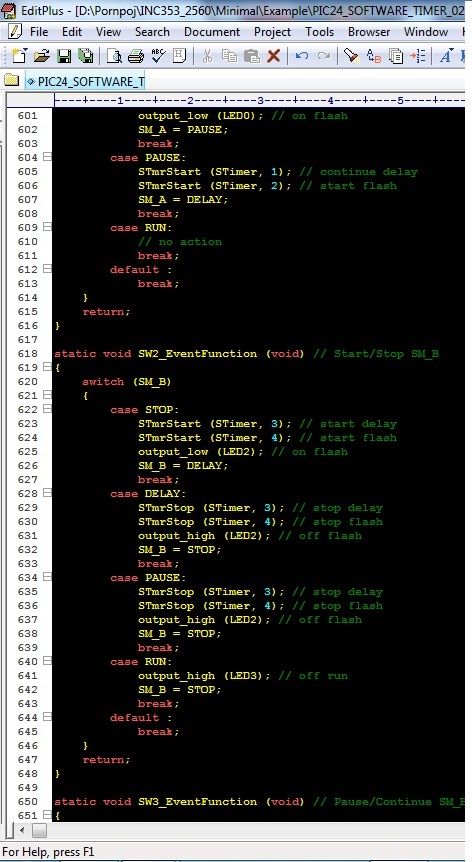 EditPlus - [D:\Pornpoj\INC353_2560\Minimal\Example\PIC24_SOFTWARE_TIMER_02
File Edit View Search Document Project Tools Browser Window
PIC24_SOFTWARE_T
----+----1----+----2----+----3----+----4----+----5----+---
601 output_low (LED0); // on flash
602 SM_A = PAUSE;
603 break;
604 case PAUSE:
605 STmrStart (STimer, 1); // continue delay
606 STmrStart (STimer, 2); // start flash
607 SM_A = DELAY;
608 break;
609 case RUN:
610 // no action
611 break;
612 default :
613 break;
614 }
615 return;
616 }
617
618 static void SW2_EventFunction (void) // Start/Stop SM_B
619 {
620 switch (SM_B)
621 {
622 case STOP:
623 STmrStart (STimer, 3); // start delay
624 STmrStart (STimer, 4); // start flash
625 output_low (LED2); // on flash
626 SM_B = DELAY;
627 break;
628 case DELAY:
629 STmrStop (STimer, 3); // stop delay
630 STmrStop (STimer, 4); // stop flash
631 output_high (LED2); // off flash
632 SM_B = STOP;
633 break;
634 case PAUSE:
635 STmrStop (STimer, 3); // stop delay
636 STmrStop (STimer, 4); // stop flash
637 output_high (LED2); // off flash
638 SM_B = STOP;
639 break;
640 case RUN:
641 output_high (LED3); // off run
642 SM_B = STOP;
643 break;
644 default :
645 break;
646 }
647 return;
648 }
649
650 static void SW3_EventFunction (void) // Pause/Continue SM_B
651 {
For Help, press F1